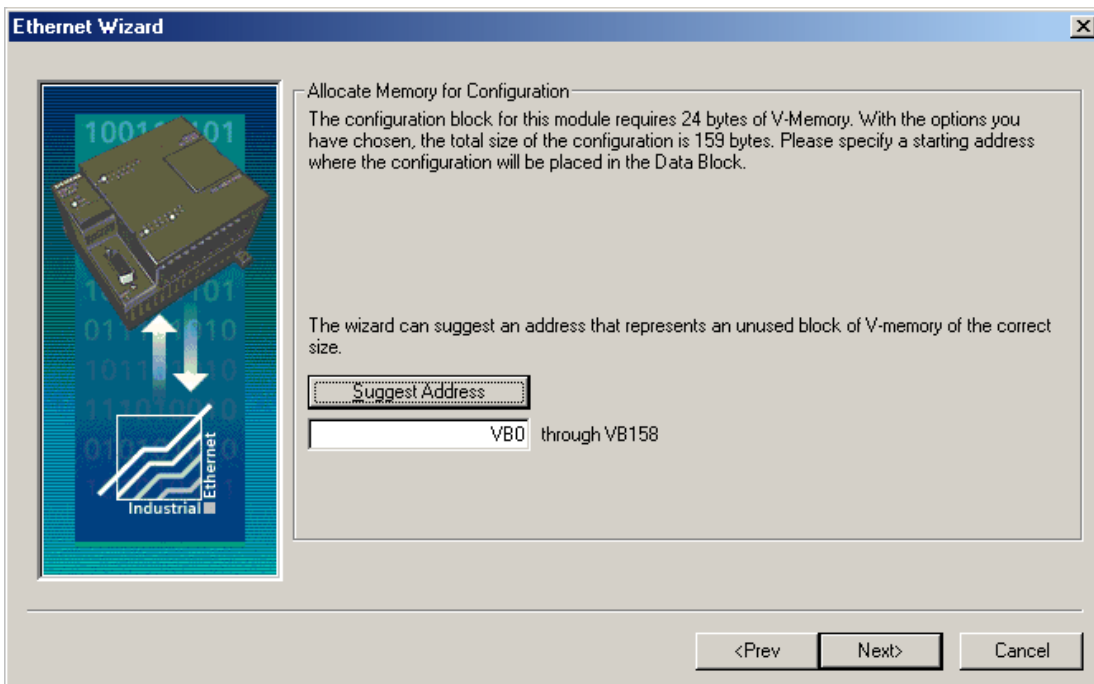 Ethernet Wizard
Allocate Memory for Configuration
The configuration block for this module requires 24 bytes of V-Memory. With the options you
have chosen, the total size of the configuration is 159 bytes. Please specify a starting address
where the configuration will be placed in the Data Block.
The wizard can suggest an address that represents an unused block of V-memory of the correct
size.
Suggest Address
VB0 through VB158
Industrial
Ethernet
<Prev Next> Cancel